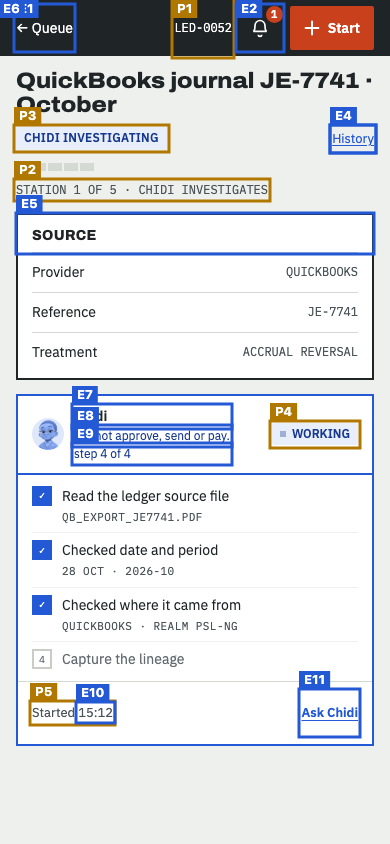 E6
E2
P1
← Queue
LED-0052
1
Start
QuickBooks journal JE-7741 ·
October
P3
E4
CHIDI INVESTIGATING
History
P2
STATION 1 OF 5 · CHIDI INVESTIGATES
E5
SOURCE
Provider
QUICKBOOKS
Reference
JE-7741
Treatment
ACCRUAL REVERSAL
E7
E8
E9
not approve, send or pay.
step 4 of 4
P4
WORKING
Read the ledger source file
QB_EXPORT_JE7741.PDF
Checked date and period
28 OCT · 2026-10
Checked where it came from
QUICKBOOKS · REALM PSL-NG
4
Capture the lineage
P5
E10
E11
Started 15:12
Ask Chidi